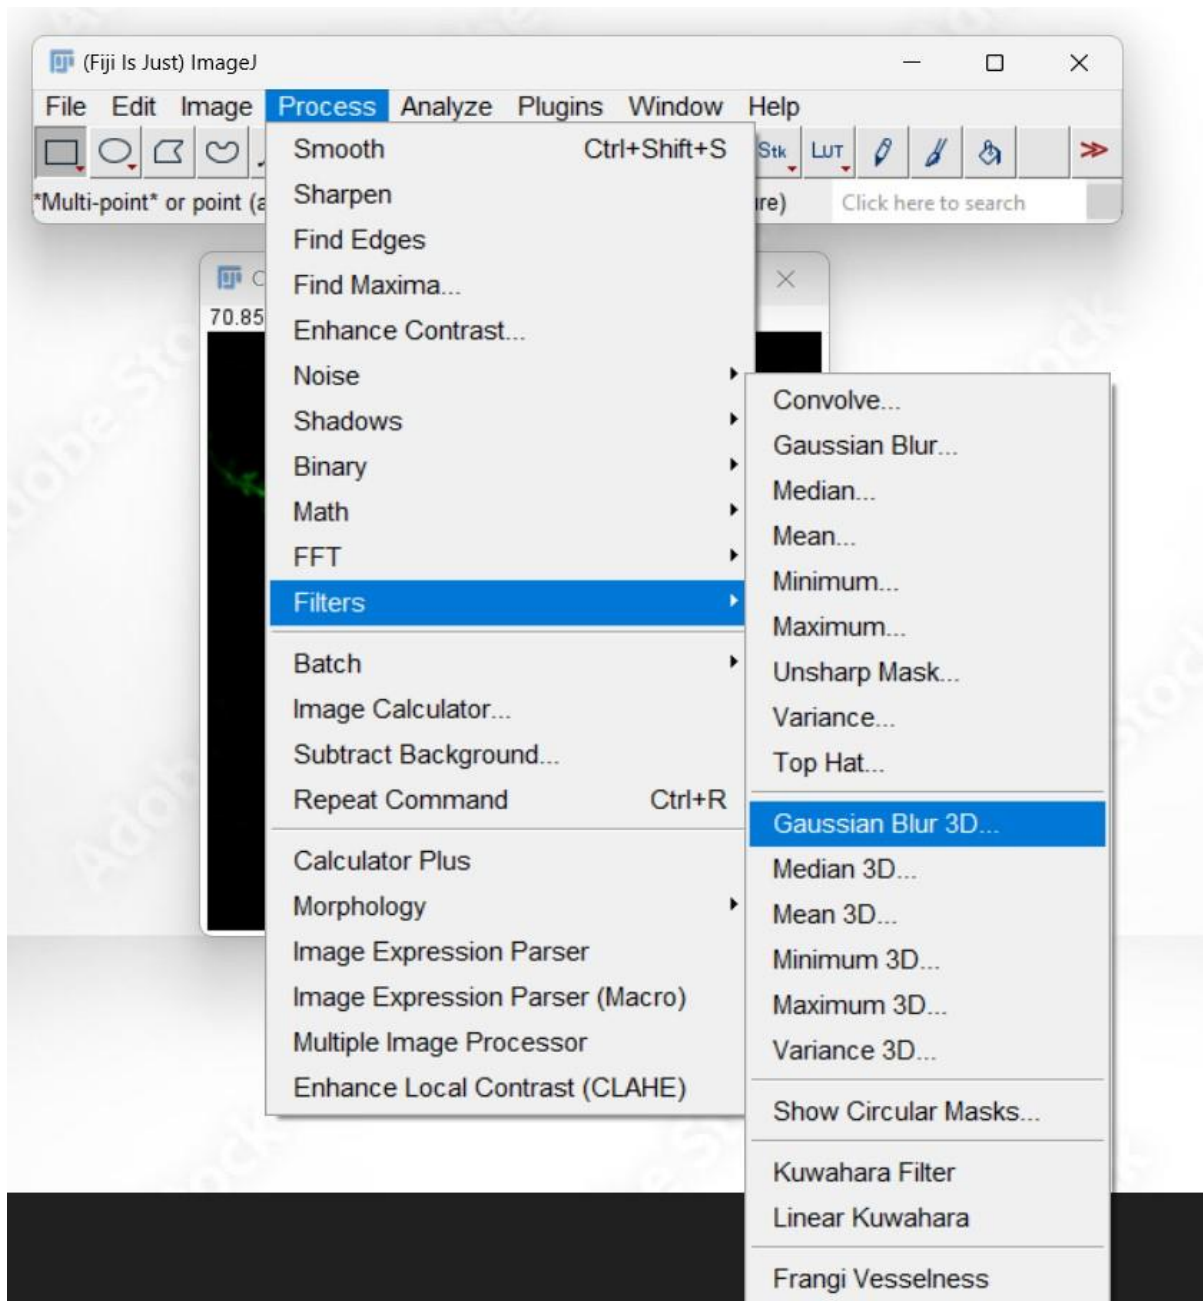 (Fiji Is Just) ImageJ
File Edit Image Process Analyze Plugins Window Help
Stk LUT
*Multi-point* or point
Click here to search
Smooth Ctrl+Shift+S
Sharpen
Find Edges
Find Maxima...
Enhance Contrast...
Noise
Shadows
Binary
Math
FFT
Filters
Batch
Image Calculator...
Subtract Background...
Repeat Command Ctrl+R
Calculator Plus
Morphology
Image Expression Parser
Image Expression Parser (Macro)
Multiple Image Processor
Enhance Local Contrast (CLAHE)
70.85
Convolve...
Gaussian Blur...
Median...
Mean...
Minimum...
Maximum...
Unsharp Mask...
Variance...
Top Hat...
Gaussian Blur 3D...
Median 3D...
Mean 3D...
Minimum 3D...
Maximum 3D...
Variance 3D...
Show Circular Masks...
Kuwahara Filter
Linear Kuwahara
Frangi Vesselness